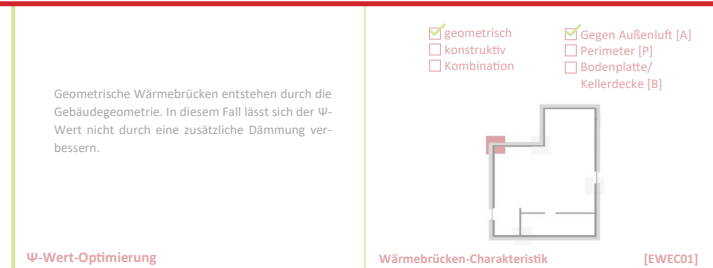 Geometrische Wärmebrücken entstehen durch die
Gebäudegeometrie. In diesem Fall lässt sich der Ψ-
Wert nicht durch eine zusätzliche Dämmung ver-
bessern.
Ψ-Wert-Optimierung
geometrisch
konstruktiv
Kombination
Gegen Außenluft [A]
Perimeter [P]
Bodenplatte/
Kellerdecke [B]
Wärmebrücken-Charakteristik
[EWEC01]